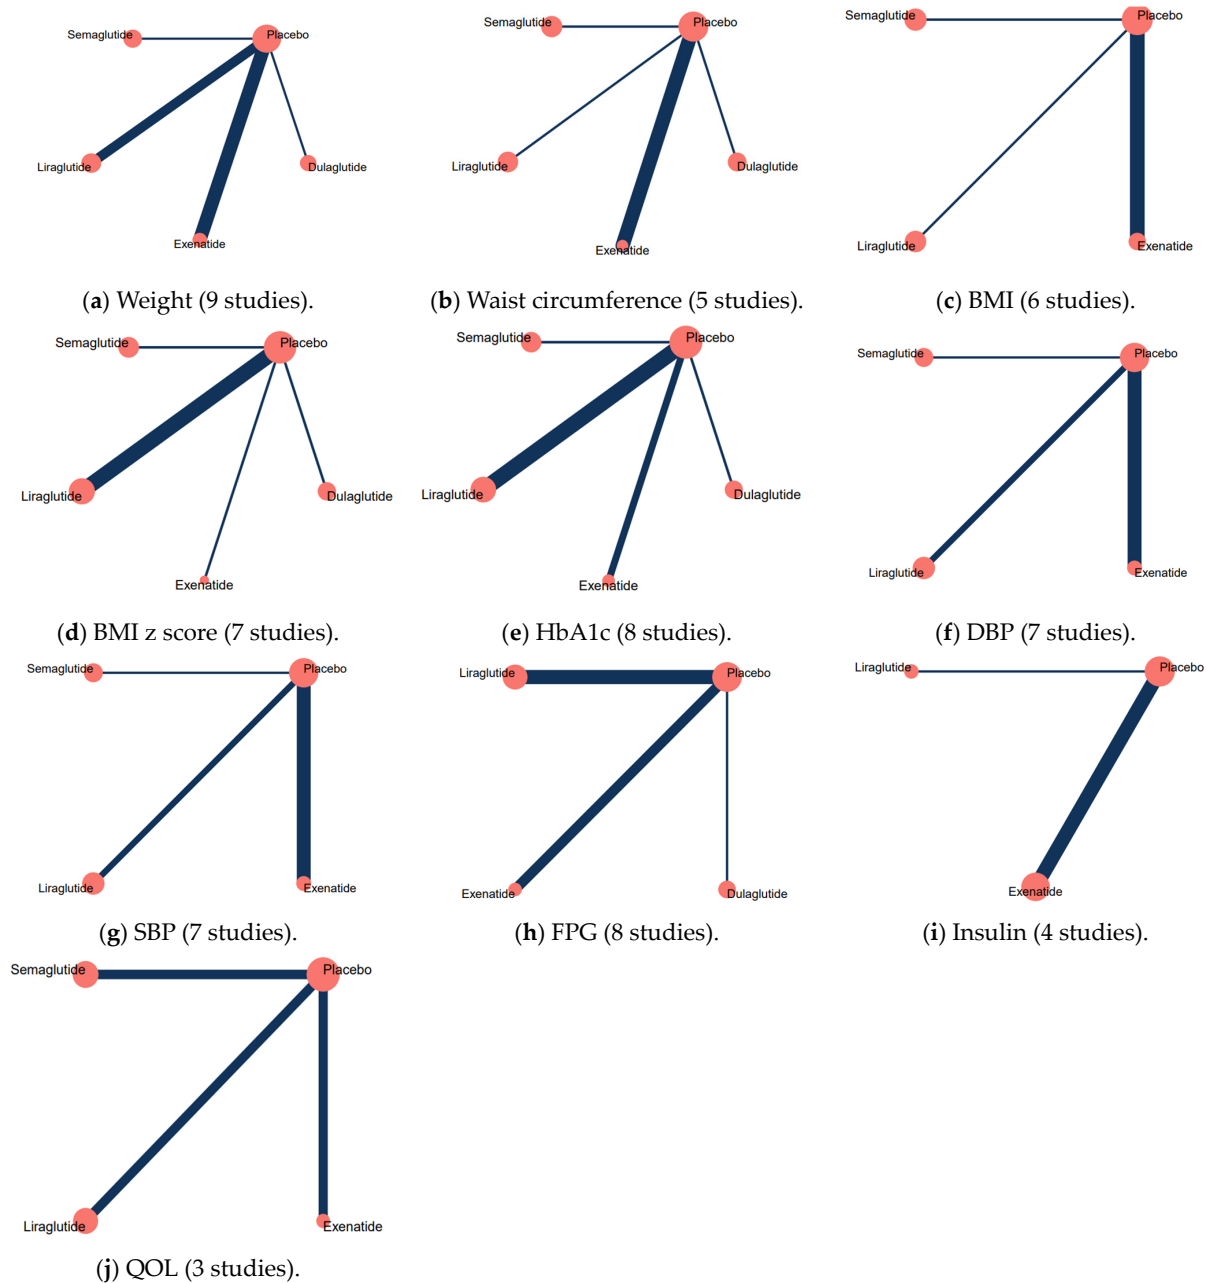 Semaglutide
Placebo
Liraglutide
Dulaglutide
Exenatide
(a) Weight (9 studies).
Semaglutide
Placebo
Liraglutide
Dulaglutide
Exenatide
(b) Waist circumference (5 studies).
Semaglutide
Placebo
Liraglutide
Exenatide
(c) BMI (6 studies).
Semaglutide
Placebo
Liraglutide
Dulaglutide
Exenatide
(d) BMI z score (7 studies).
Semaglutide
Placebo
Liraglutide
Dulaglutide
Exenatide
(e) HbA1c (8 studies).
Semaglutide
Placebo
Liraglutide
Exenatide
(f) DBP (7 studies).
Semaglutide
Placebo
Liraglutide
Exenatide
(g) SBP (7 studies).
Liraglutide
Placebo
Exenatide
Dulaglutide
(h) FPG (8 studies).
Liraglutide
Placebo
Exenatide
(i) Insulin (4 studies).
Semaglutide
Placebo
Liraglutide
Exenatide
(j) QOL (3 studies).